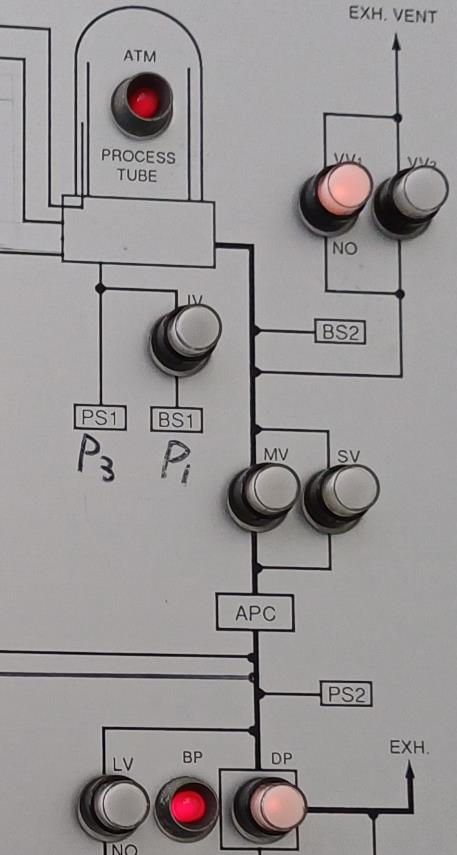 EXH. VENT
ATM
PROCESS
TUBE
VV1
VV2
NO
IV
BS2
PS1
BS1
P3
P1
MV
SV
APC
PS2
EXH.
LV
BP
DP
NO